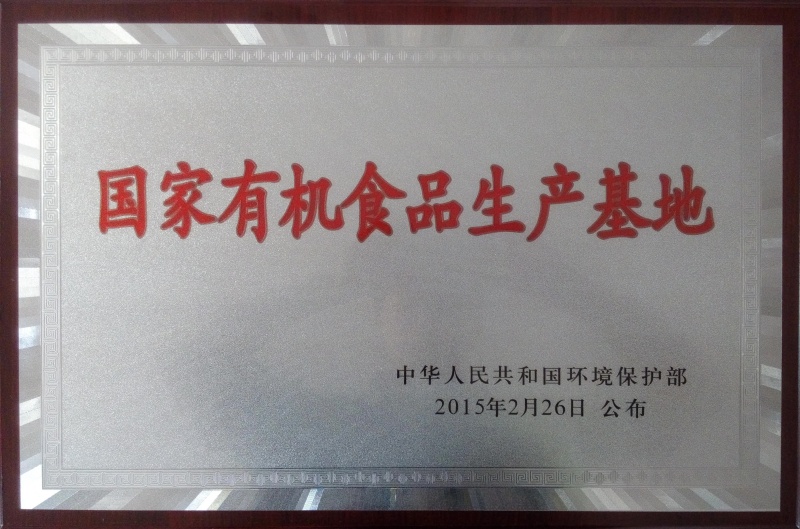 国家有机食品生产基地
中华人民共和国环境保护部
2015年2月26日 公布